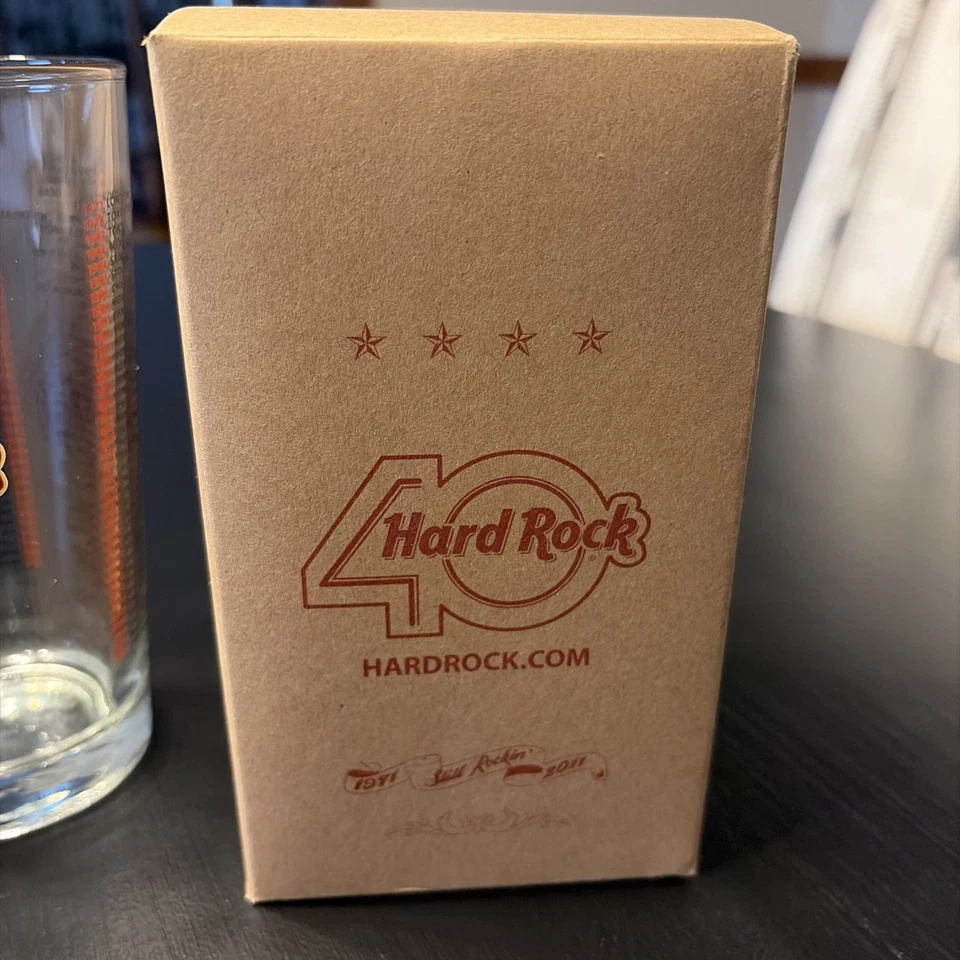 40
Hard Rock
HARDROCK.COM
1971 Still Rockin' 2011